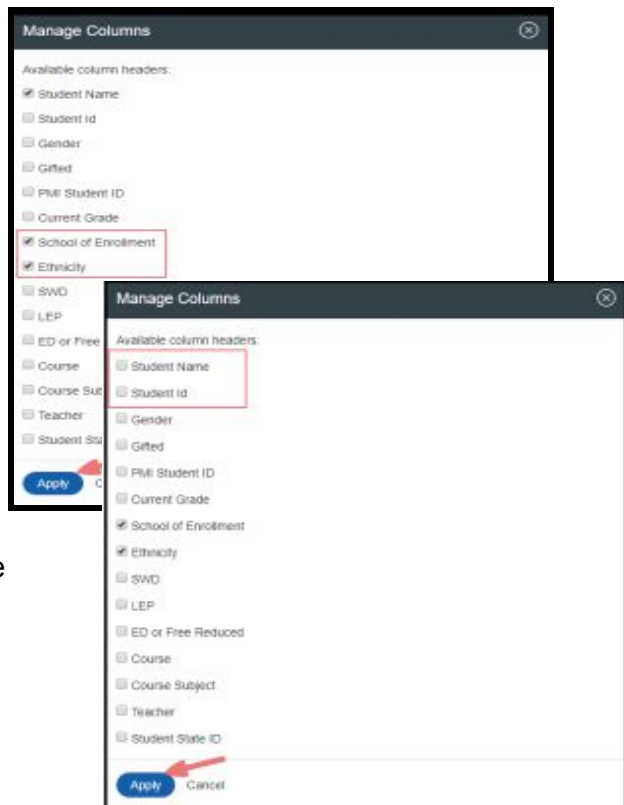 Manage Columns
Available column headers:
Student Name
Student Id
Gender
Gifted
PMI Student ID
Current Grade
School of Enrollment
Ethnicity
SWD
LEP
ED or Free
Course
Course Sub
Teacher
Student Sta
Apply
C
e
Manage Columns
Available column headers:
Student Name
Student Id
Gender
Gifted
PMI Student ID
Current Grade
School of Enrollment
Ethnicity
SWD
LEP
ED or Free Reduced
Course
Course Subject
Teacher
Student State ID
Apply Cancel